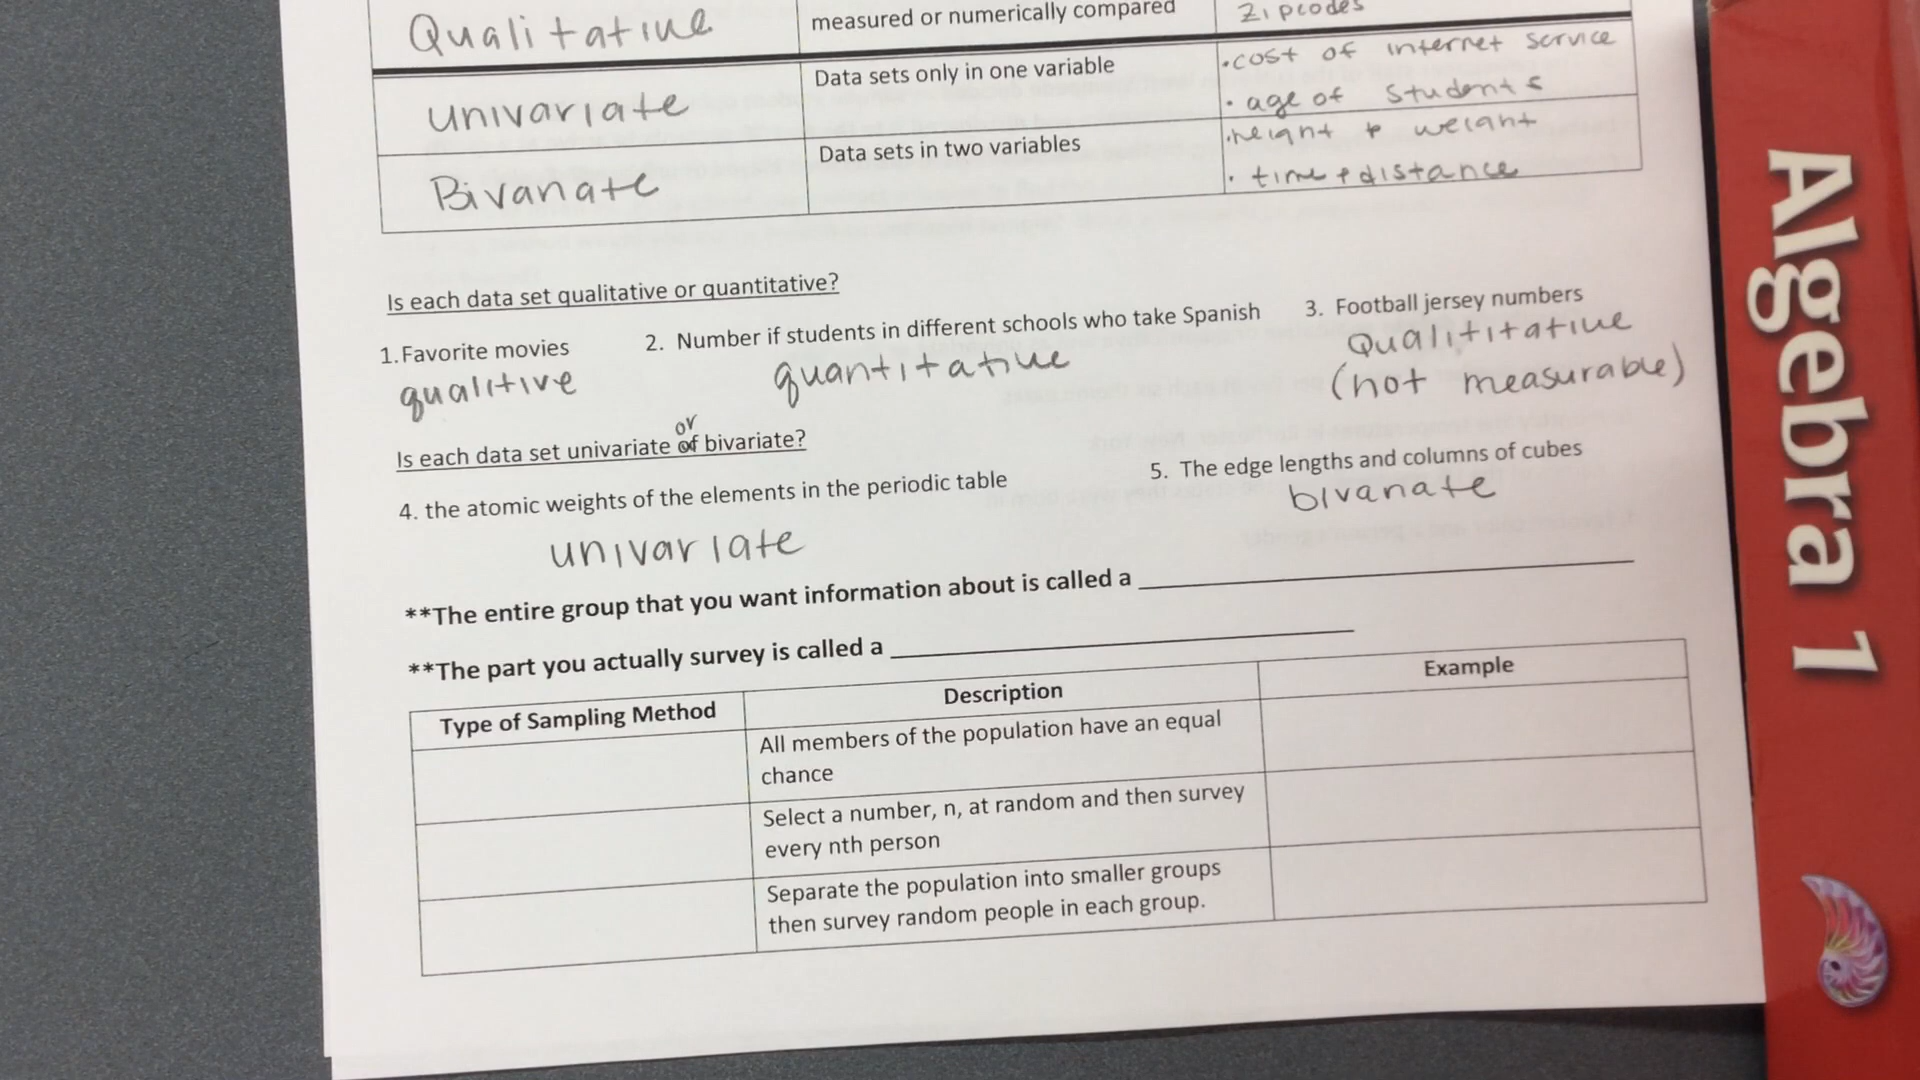 Qualitative
measured or numerically compared
Zipcodes
univariate
Data sets only in one variable
• cost of internet service
• age of students
Bivariate
Data sets in two variables
• height & weight
• time + distance
Is each data set qualitative or quantitative?
1. Favorite movies
qualitive
2. Number if students in different schools who take Spanish
quantitative
3. Football jersey numbers
Qualititative
(not measurable)
or
Is each data set univariate of bivariate?
4. the atomic weights of the elements in the periodic table
univariate
5. The edge lengths and columns of cubes
bivariate
**The entire group that you want information about is called a
**The part you actually survey is called a
Type of Sampling Method
Description
Example
All members of the population have an equal
chance
Select a number, n, at random and then survey
every nth person
Separate the population into smaller groups
then survey random people in each group.
Algebra 1